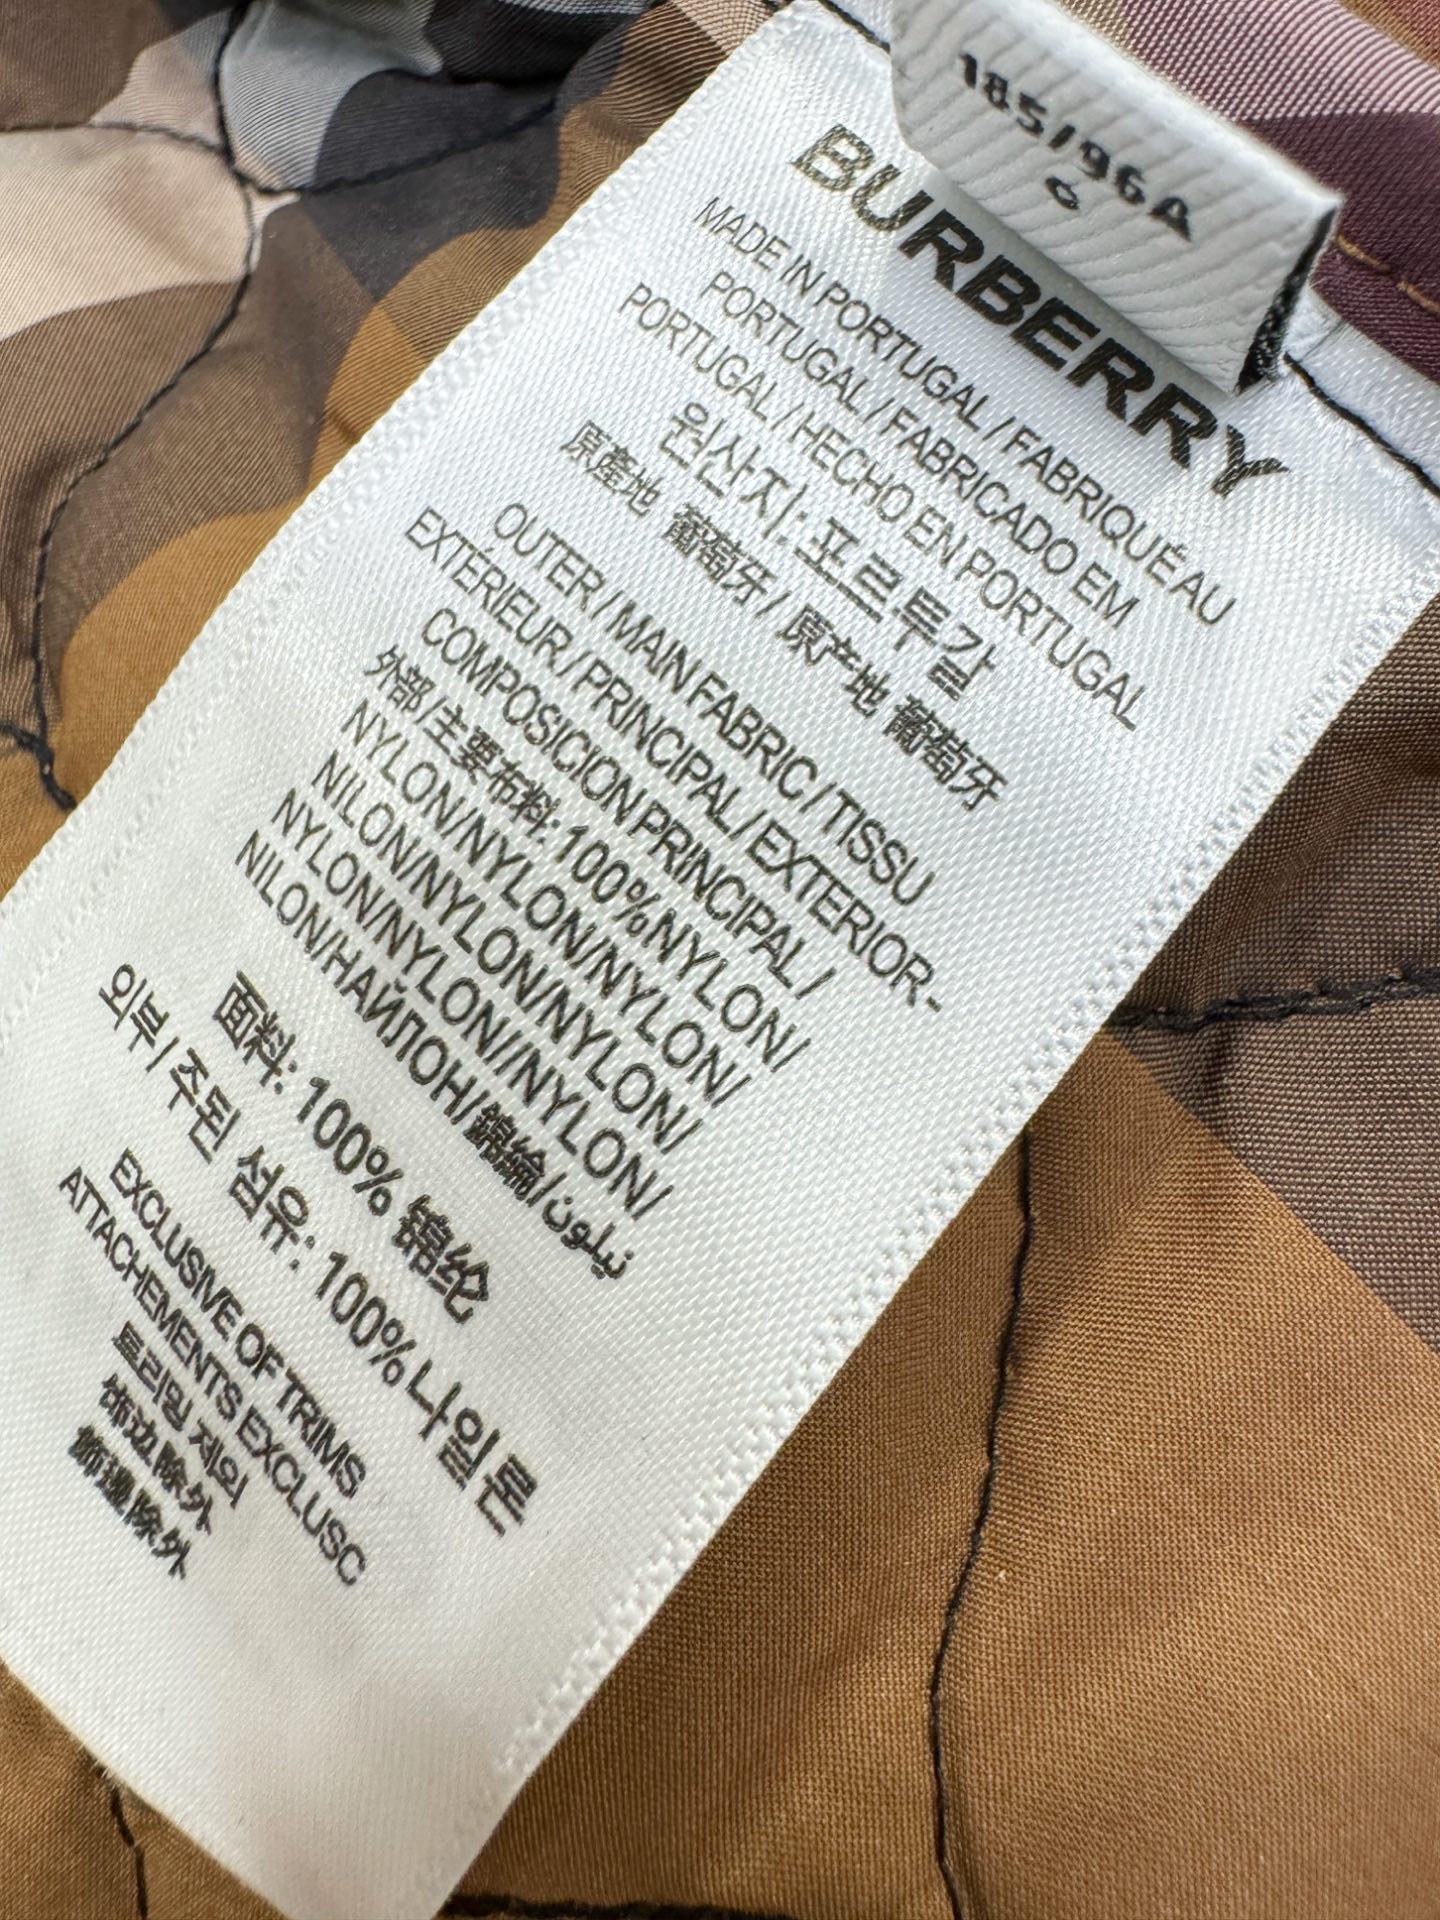 185/96A
BURBERRY
MADE IN PORTUGAL / FABRIQUÉ AU
PORTUGAL / FABRICADO EM
PORTUGAL / HECHO EN PORTUGAL
원산지: 포르투갈
原產地 葡萄牙 / 原产地 葡萄牙
OUTER / MAIN FABRIC / TISSU
EXTÉRIEUR / PRINCIPAL / EXTERIOR-
COMPOSICION PRINCIPAL /
外部/主要布料: 100%NYLON/
NYLON/NYLON/NYLON/NYLON/
NILON/NYLON/NYLON/NYLON/
NYLON/NYLON//NYLON/NYLON/
NILON/НАЙЛОН/錦綸/نيلون
面料: 100% 锦纶
외부 / 주된 섬유: 100% 나일론
EXCLUSIVE OF TRIMS
ATTACHEMENTS EXCLUSC
트리밍 제외
饰边除外
飾邊除外